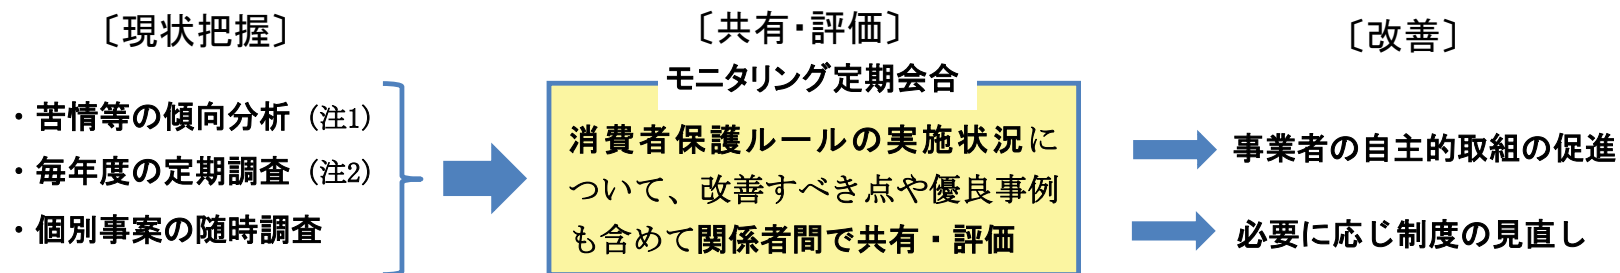 〔現状把握〕
・苦情等の傾向分析（注1）
・毎年度の定期調査（注2）
・個別事案の随時調査
〔共有・評価〕
モニタリング定期会合
消費者保護ルールの実施状況に
ついて、改善すべき点や優良事例
も含めて関係者間で共有・評価
〔改善〕
事業者の自主的取組の促進
必要に応じ制度の見直し